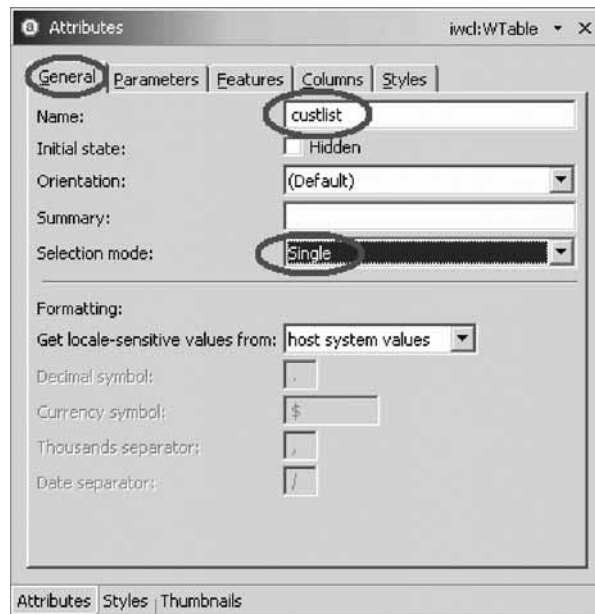 a Attributes iwcl:WTable
General Parameters Features Columns Styles
Name: custlist
Initial state: Hidden
Orientation: (Default)
Summary:
Selection mode: Single
Formatting:
Get locale-sensitive values from: host system values
Decimal symbol: .
Currency symbol: $
Thousands separator: ,
Date separator: /
Attributes Styles Thumbnails